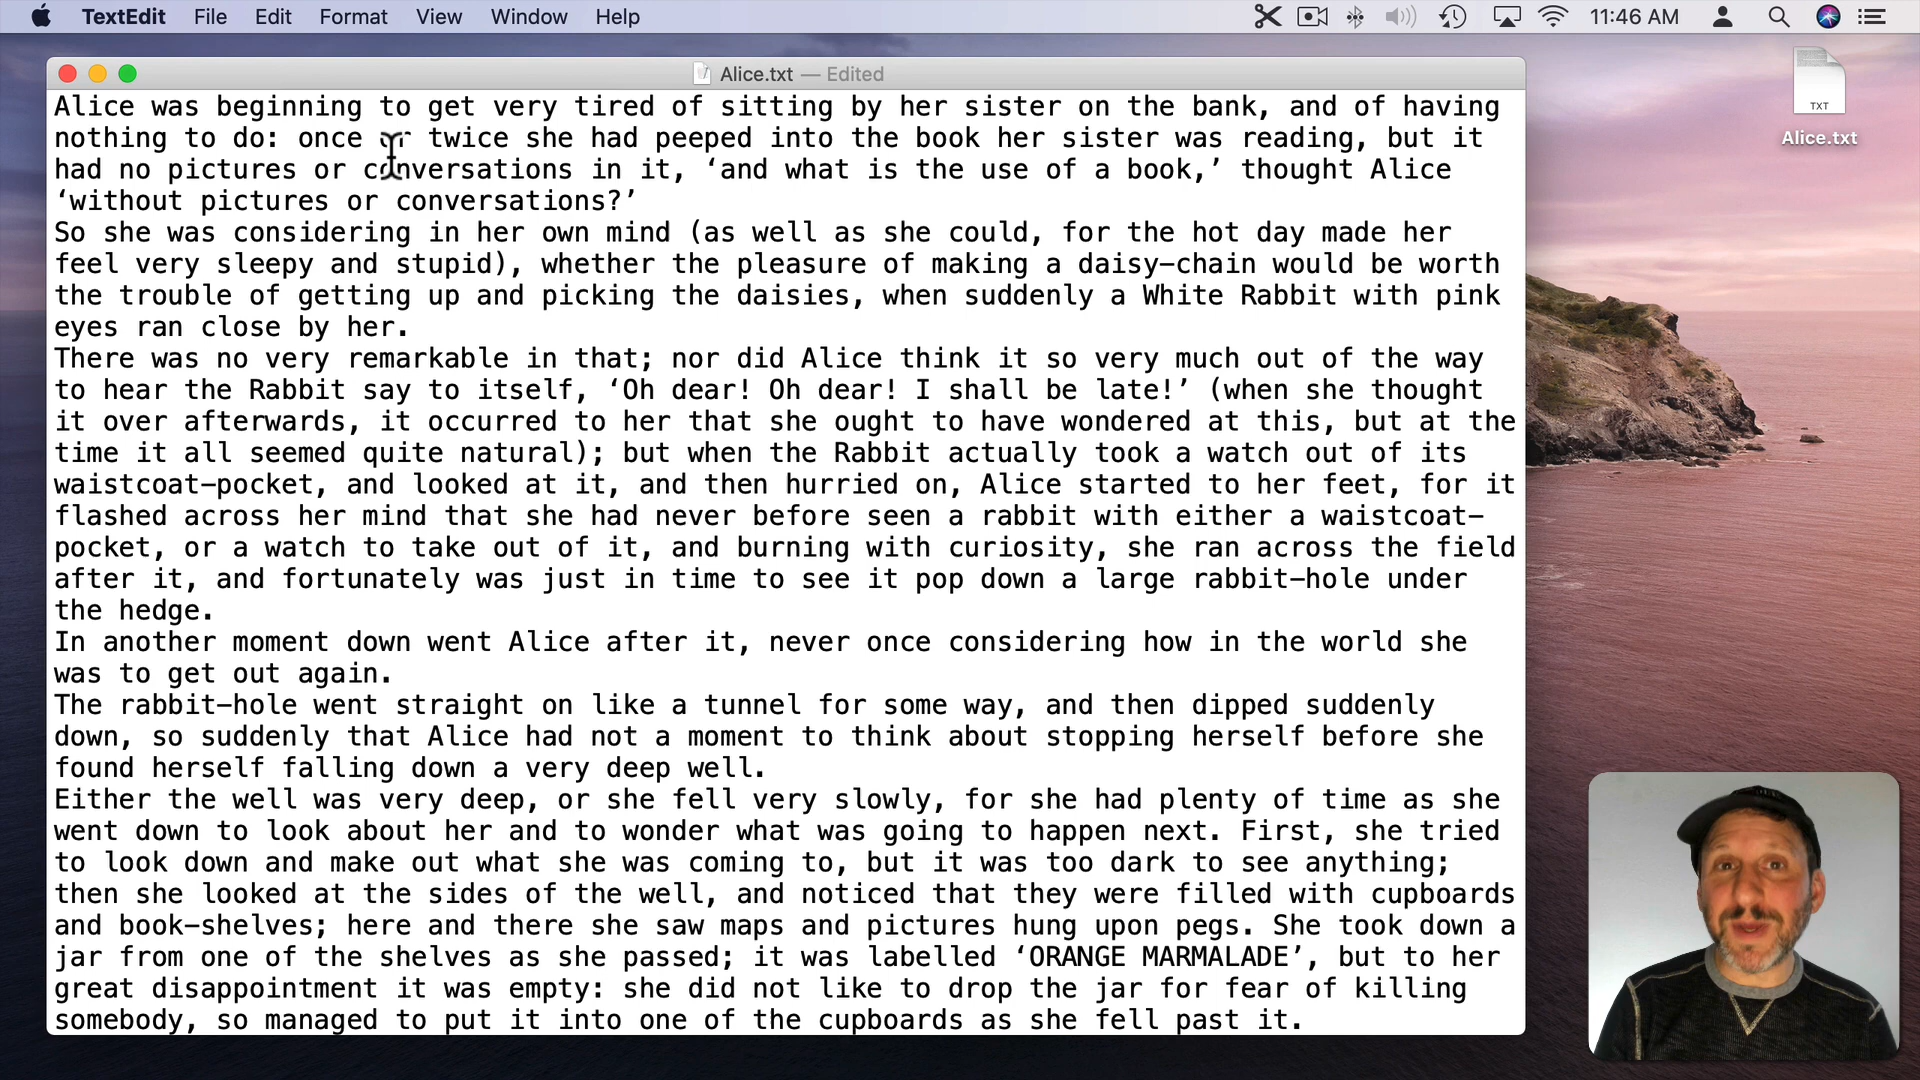 TextEdit File Edit Format View Window Help 11:46 AM
Alice.txt — Edited
Alice was beginning to get very tired of sitting by her sister on the bank, and of having
nothing to do: once twice she had peeped into the book her sister was reading, but it
had no pictures or conversations in it, ‘and what is the use of a book,’ thought Alice
‘without pictures or conversations?’
So she was considering in her own mind (as well as she could, for the hot day made her
feel very sleepy and stupid), whether the pleasure of making a daisy-chain would be worth
the trouble of getting up and picking the daisies, when suddenly a White Rabbit with pink
eyes ran close by her.
There was no very remarkable in that; nor did Alice think it so very much out of the way
to hear the Rabbit say to itself, ‘Oh dear! Oh dear! I shall be late!’ (when she thought
it over afterwards, it occurred to her that she ought to have wondered at this, but at the
time it all seemed quite natural); but when the Rabbit actually took a watch out of its
waistcoat-pocket, and looked at it, and then hurried on, Alice started to her feet, for it
flashed across her mind that she had never before seen a rabbit with either a waistcoat-
pocket, or a watch to take out of it, and burning with curiosity, she ran across the field
after it, and fortunately was just in time to see it pop down a large rabbit-hole under
the hedge.
In another moment down went Alice after it, never once considering how in the world she
was to get out again.
The rabbit-hole went straight on like a tunnel for some way, and then dipped suddenly
down, so suddenly that Alice had not a moment to think about stopping herself before she
found herself falling down a very deep well.
Either the well was very deep, or she fell very slowly, for she had plenty of time as she
went down to look about her and to wonder what was going to happen next. First, she tried
to look down and make out what she was coming to, but it was too dark to see anything;
then she looked at the sides of the well, and noticed that they were filled with cupboards
and book-shelves; here and there she saw maps and pictures hung upon pegs. She took down a
jar from one of the shelves as she passed; it was labelled ‘ORANGE MARMALADE’, but to her
great disappointment it was empty: she did not like to drop the jar for fear of killing
somebody, so managed to put it into one of the cupboards as she fell past it.
TXT
Alice.txt